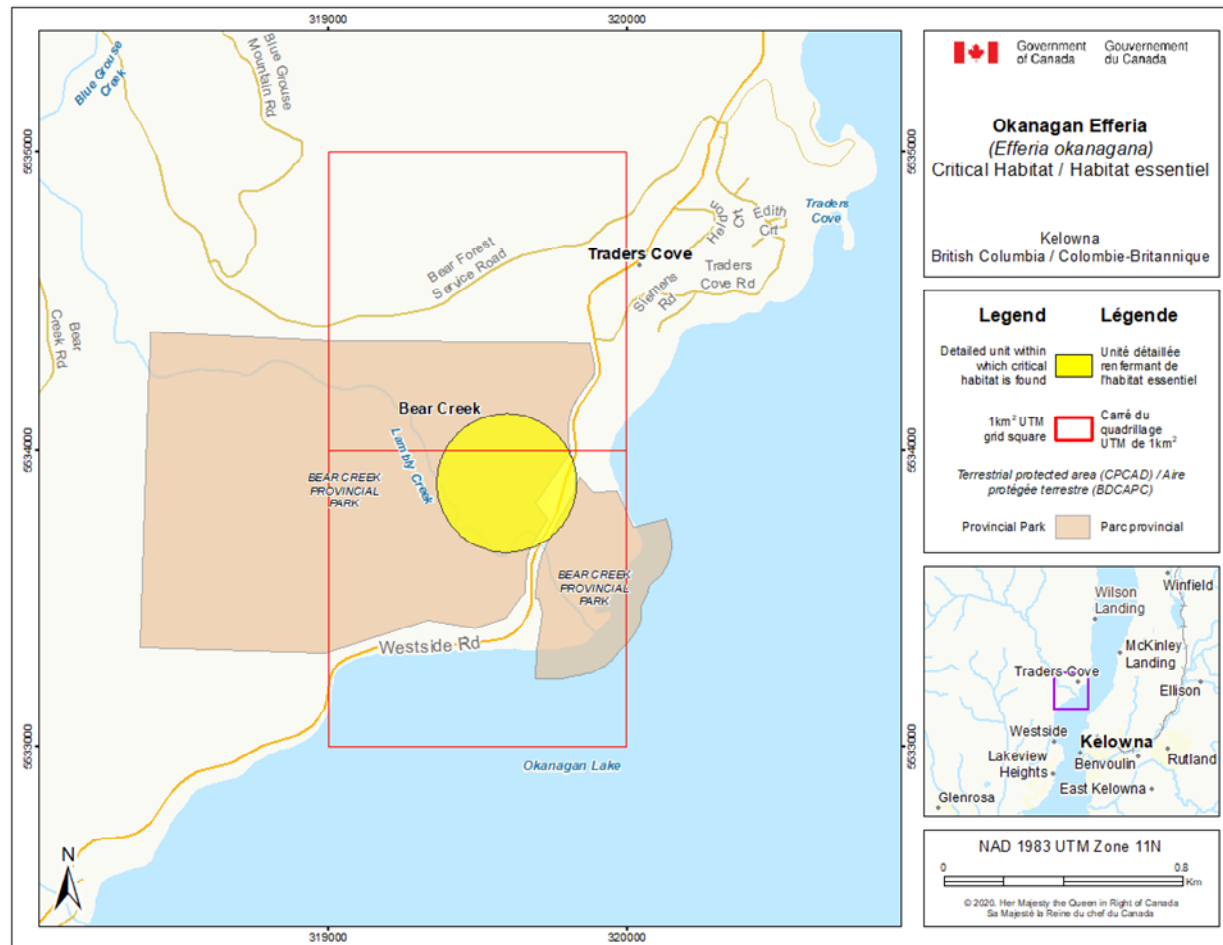 319000
320000
Blue Grouse
Creek
Blue Grouse
Mountain Rd
5535000
5535000
Traders
Cove
Helgson
Crt
Edith
Crt
Traders Cove
Bear Forest
Service Road
Siemens
Rd
Traders
Cove Rd
Bear
Creek Rd
Bear Creek
Lambly Creek
5534000
5534000
BEAR CREEK
PROVINCIAL
PARK
BEAR CREEK
PROVINCIAL
PARK
Westside Rd
5533000
5533000
Okanagan Lake
N
319000
320000
Government
of Canada
Gouvernement
du Canada
Okanagan Efferia
(Efferia okanagana)
Critical Habitat / Habitat essentiel
Kelowna
British Columbia / Colombie-Britannique
Legend
Légende
Detailed unit within
which critical
habitat is found
Unité détaillée
renfermant de
l'habitat essentiel
1km² UTM
grid square
Carré du
quadrillage
UTM de 1km²
Terrestrial protected area (CPCAD) / Aire
protégée terrestre (BDCAPC)
Provincial Park
Parc provincial
Winfield
Wilson
Landing
McKinley
Landing
Traders Cove
Ellison
Westside
Kelowna
Lakeview
Heights
Benvoulin
Rutland
East Kelowna
Glenrosa
NAD 1983 UTM Zone 11N
0
0.8
Km
© 2020. Her Majesty the Queen in Right of Canada
Sa Majesté la Reine du chef du Canada